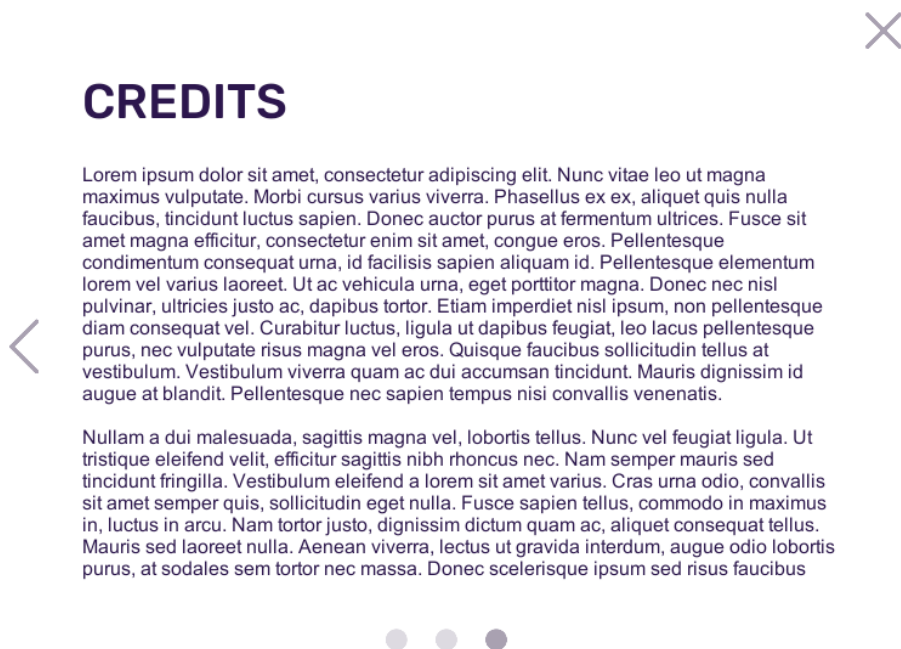 CREDITS
Lorem ipsum dolor sit amet, consectetur adipiscing elit. Nunc vitae leo ut magna
maximus vulputate. Morbi cursus varius viverra. Phasellus ex ex, aliquet quis nulla
faucibus, tincidunt luctus sapien. Donec auctor purus at fermentum ultrices. Fusce sit
amet magna efficitur, consectetur enim sit amet, congue eros. Pellentesque
condimentum consequat urna, id facilisis sapien aliquam id. Pellentesque elementum
lorem vel varius laoreet. Ut ac vehicula urna, eget porttitor magna. Donec nec nisl
pulvinar, ultricies justo ac, dapibus tortor. Etiam imperdiet nisl ipsum, non pellentesque
diam consequat vel. Curabitur luctus, ligula ut dapibus feugiat, leo lacus pellentesque
purus, nec vulputate risus magna vel eros. Quisque faucibus sollicitudin tellus at
vestibulum. Vestibulum viverra quam ac dui accumsan tincidunt. Mauris dignissim id
augue at blandit. Pellentesque nec sapien tempus nisi convallis venenatis.
Nullam a dui malesuada, sagittis magna vel, lobortis tellus. Nunc vel feugiat ligula. Ut
tristique eleifend velit, efficitur sagittis nibh rhoncus nec. Nam semper mauris sed
tincidunt fringilla. Vestibulum eleifend a lorem sit amet varius. Cras urna odio, convallis
sit amet semper quis, sollicitudin eget nulla. Fusce sapien tellus, commodo in maximus
in, luctus in arcu. Nam tortor justo, dignissim dictum quam ac, aliquet consequat tellus.
Mauris sed laoreet nulla. Aenean viverra, lectus ut gravida interdum, augue odio lobortis
purus, at sodales sem tortor nec massa. Donec scelerisque ipsum sed risus faucibus